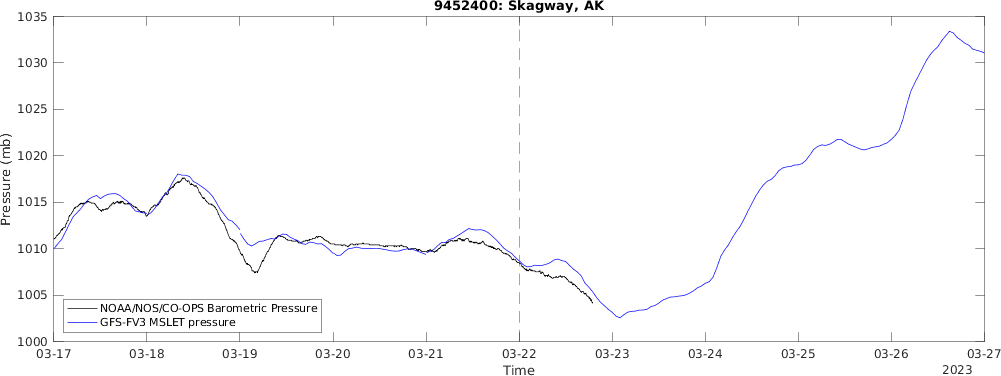 9452400: Skagway, AK
1035
1030
1025
1020
1015
1010
1005
1000
Pressure (mb)
NOAA/NOS/CO-OPS Barometric Pressure
GFS-FV3 MSLET pressure
03-17 03-18 03-19 03-20 03-21 03-22 03-23 03-24 03-25 03-26 03-27
Time
2023